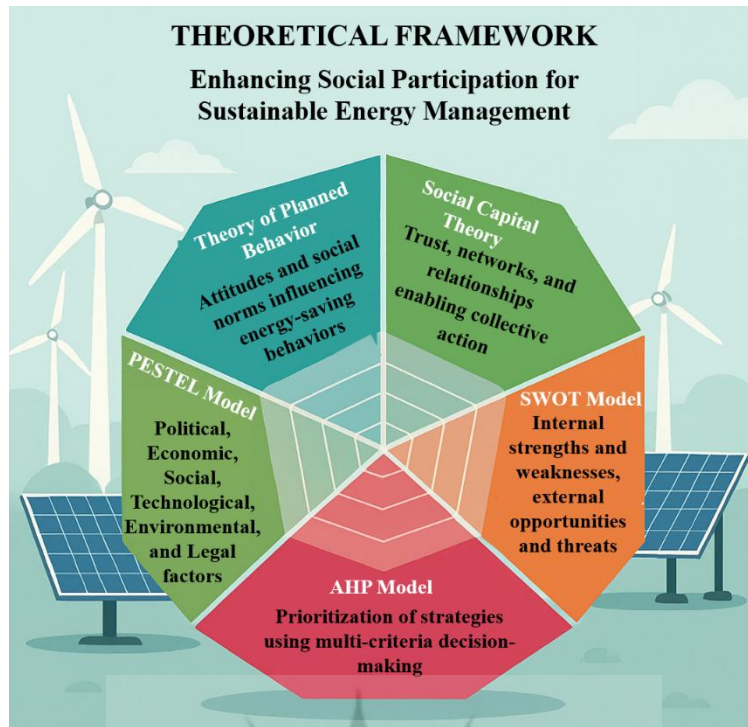 THEORETICAL FRAMEWORK
Enhancing Social Participation for
Sustainable Energy Management
Theory of Planned
Behavior
Attitudes and social
norms influencing
energy-saving
behaviors
Social Capital
Theory
Trust, networks, and
relationships
enabling collective
action
PESTEL Model
Political,
Economic,
Social,
Technological,
Environmental,
and Legal
factors
SWOT Model
Internal
strengths and
weaknesses,
external
opportunities
and threats
AHP Model
Prioritization of strategies
using multi-criteria decision-
making